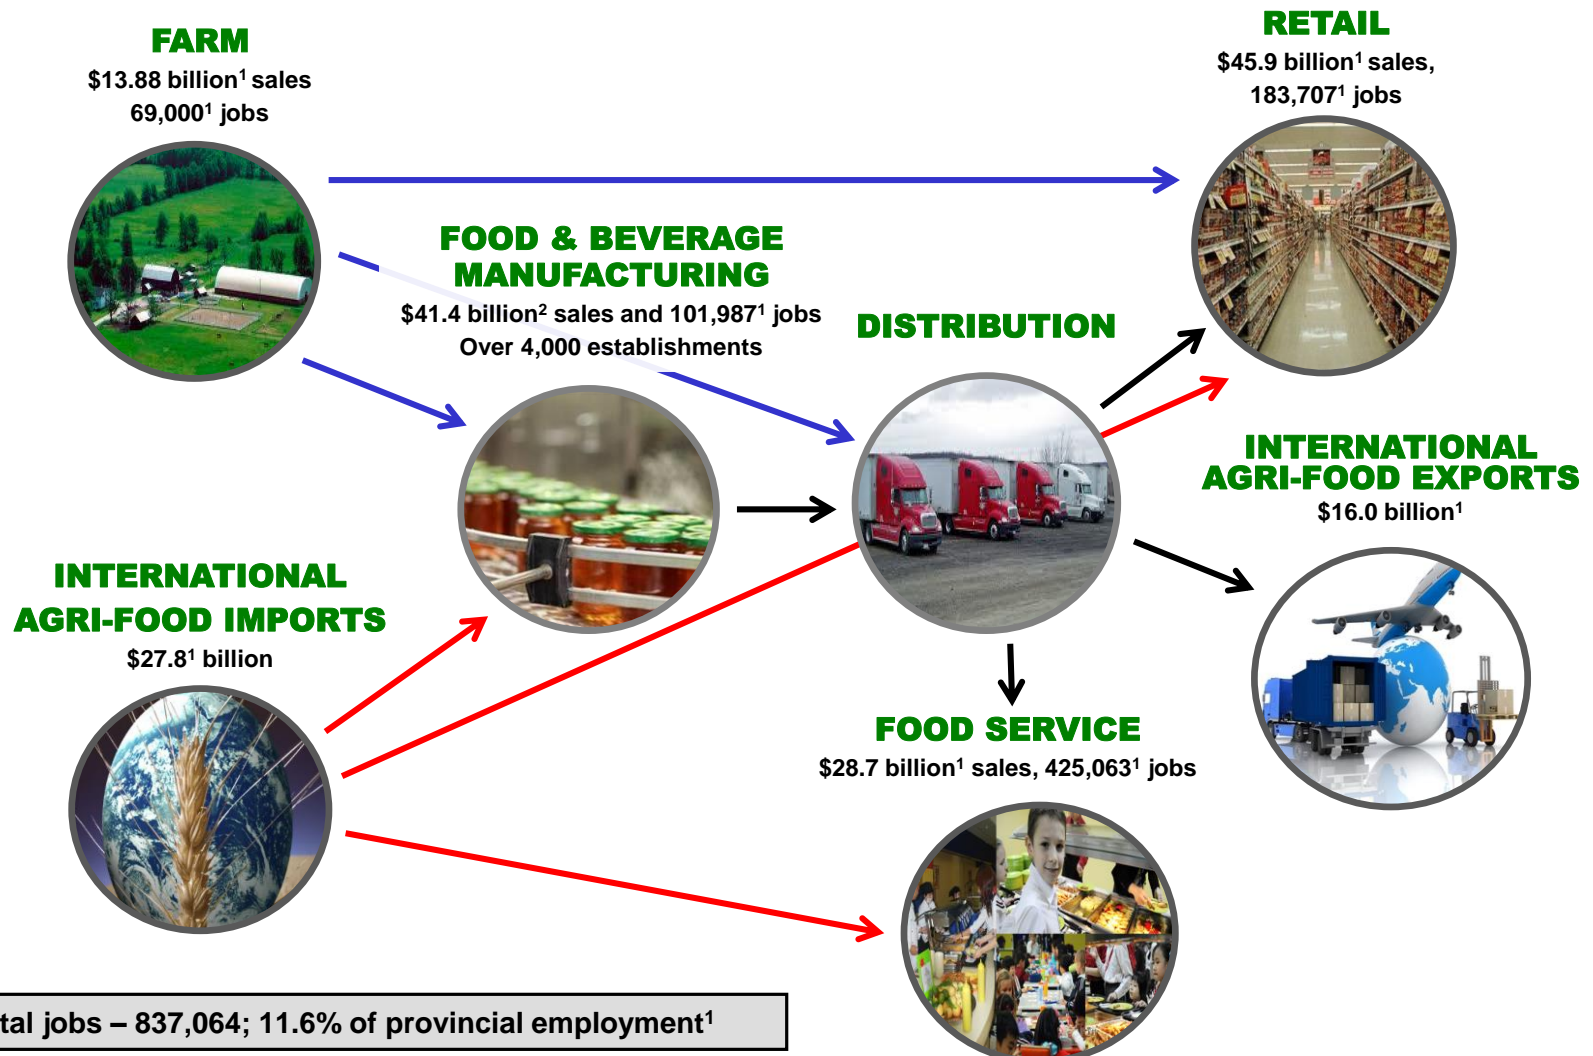 FARM
$13.88 billion¹ sales
69,000¹ jobs
RETAIL
$45.9 billion¹ sales,
183,707¹ jobs
FOOD & BEVERAGE
MANUFACTURING
$41.4 billion² sales and 101,987¹ jobs
Over 4,000 establishments
DISTRIBUTION
INTERNATIONAL
AGRI-FOOD EXPORTS
$16.0 billion¹
INTERNATIONAL
AGRI-FOOD IMPORTS
$27.8¹ billion
FOOD SERVICE
$28.7 billion¹ sales, 425,063¹ jobs
tal jobs – 837,064; 11.6% of provincial employment¹